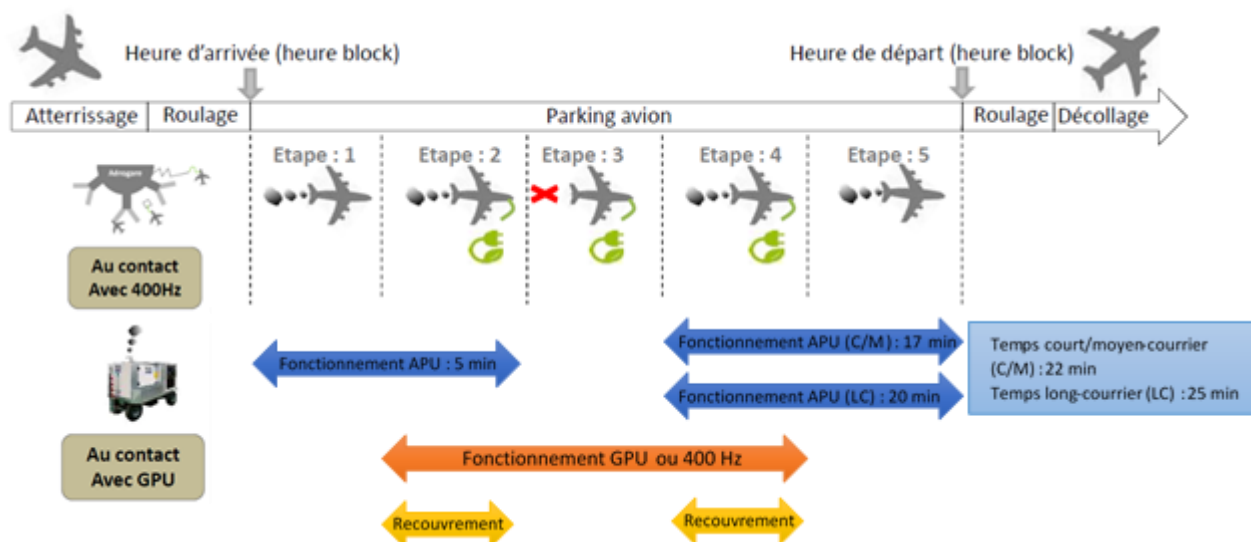 Heure d'arrivée (heure block)
Heure de départ (heure block)
Atterrissage
Roulage
Parking avion
Roulage
Décollage
Etape : 1
Etape : 2
Etape : 3
Etape : 4
Etape : 5
Aérogare
Au contact
Avec 400Hz
Fonctionnement APU : 5 min
Fonctionnement APU (C/M) : 17 min
Fonctionnement APU (LC) : 20 min
Temps court/moyen-courrier
(C/M) : 22 min
Temps long-courrier (LC) : 25 min
Au contact
Avec GPU
Fonctionnement GPU ou 400 Hz
Recouvrement
Recouvrement